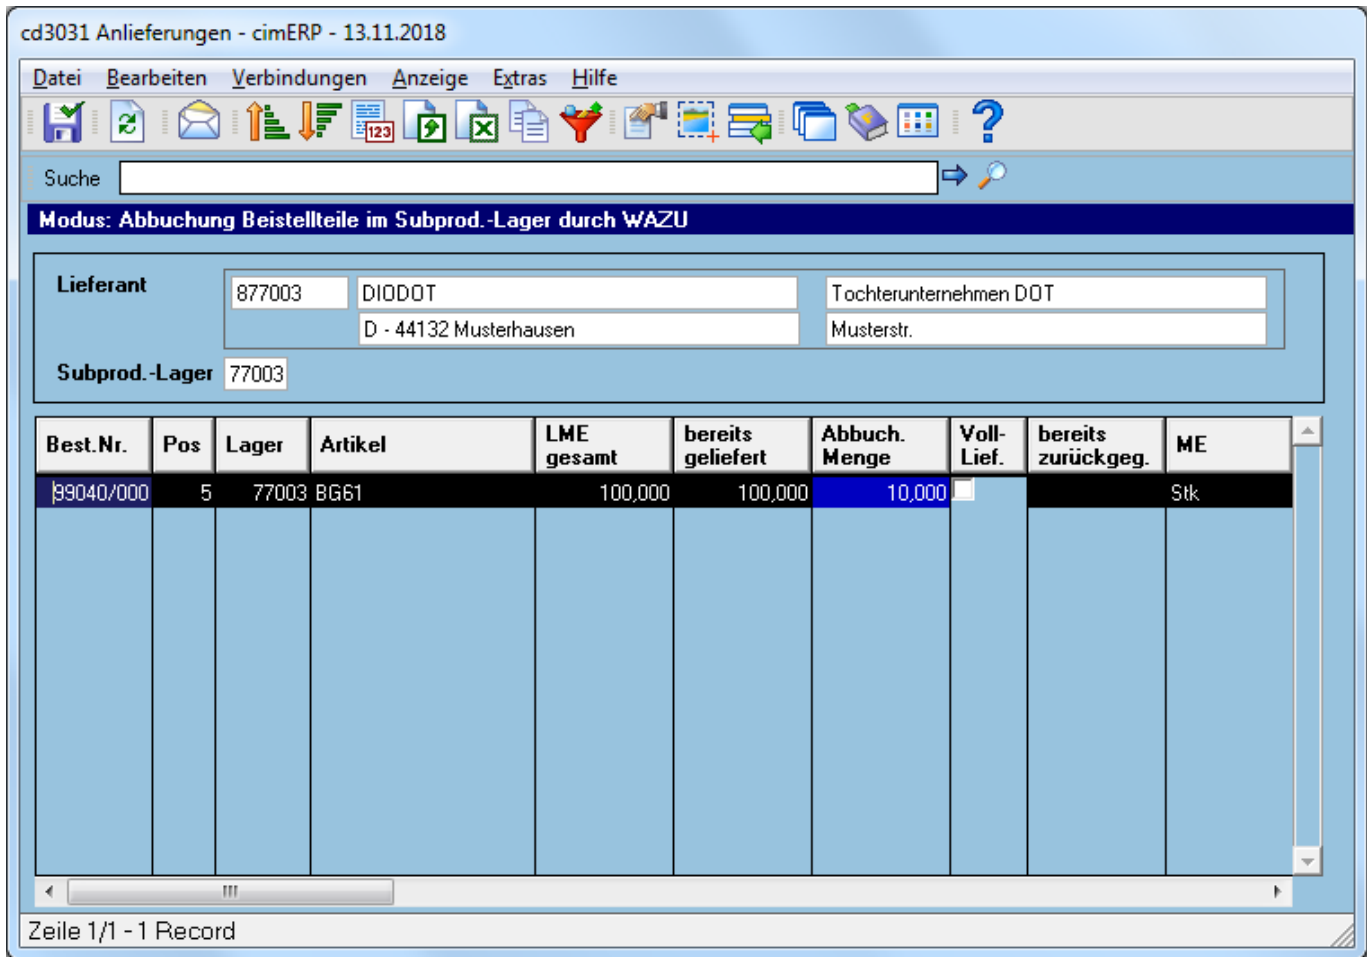 cd3031 Anlieferungen - cimERP - 13.11.2018
Datei Bearbeiten Verbindungen Anzeige Extras Hilfe
123
Suche
Modus: Abbuchung Beistellteile im Subprod.-Lager durch WAZU
Lieferant 877003 DIODOT Tochterunternehmen DOT
D - 44132 Musterhausen Musterstr.
Subprod.-Lager 77003
Best.Nr. Pos Lager Artikel LME gesamt bereits geliefert Abbuch. Menge Voll-Lief. bereits zurückgeg. ME
99040/000 5 77003 BG61 100,000 100,000 10,000 Stk
Zeile 1/1 - 1 Record